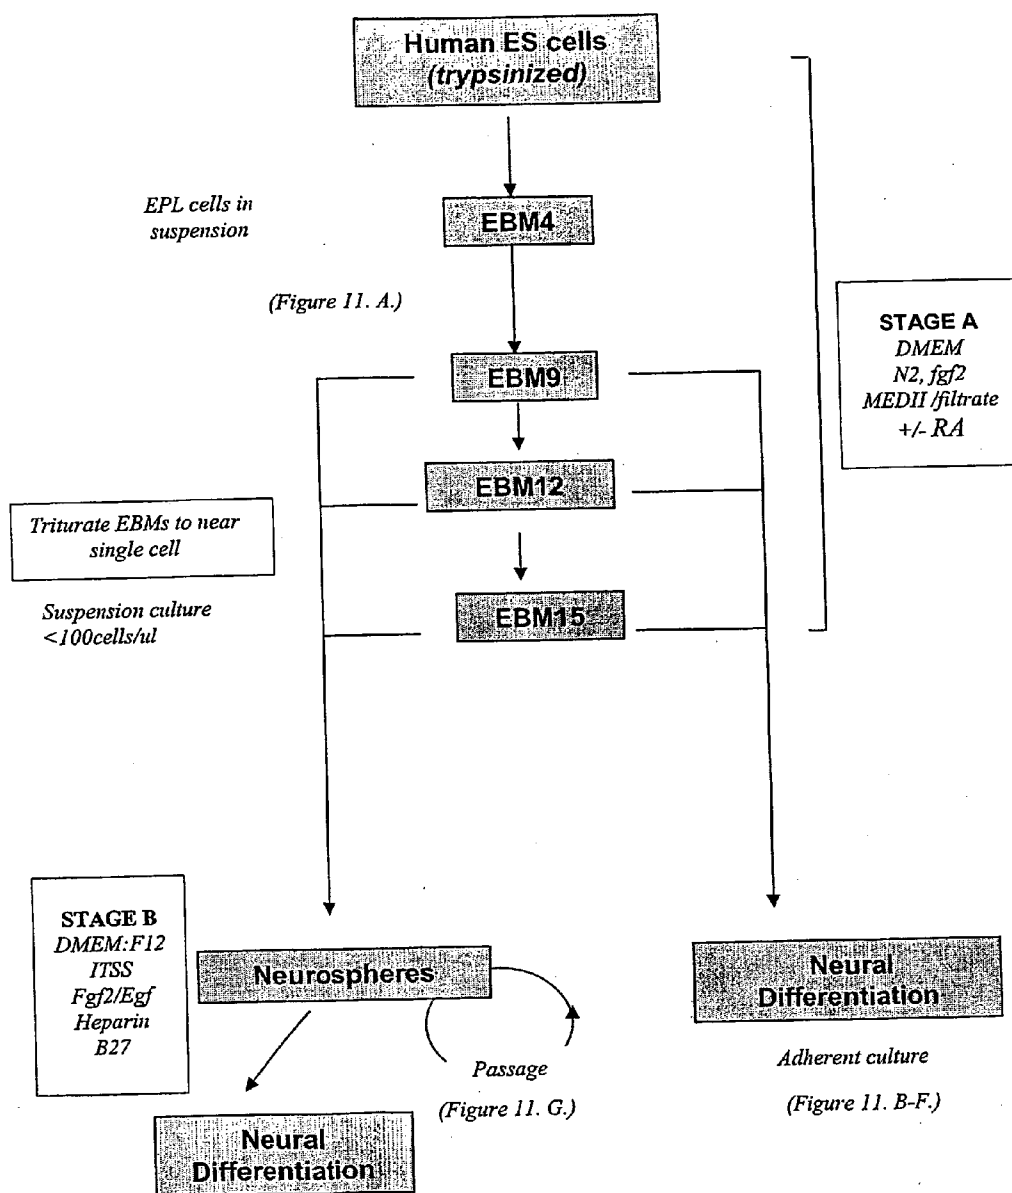 Human ES cells
(trypsinized)
EPL cells in
suspension
EBM4
(Figure 11. A.)
EBM9
STAGE A
DMEM
N2, fgf2
MEDII /filtrate
+/- RA
EBM12
Triturate EBMs to near
single cell
EBM15
Suspension culture
<100cells/ul
STAGE B
DMEM:F12
ITSS
Fgf2/Egf
Heparin
B27
Neurospheres
Passage
(Figure 11. G.)
Neural
Differentiation
Neural
Differentiation
Adherent culture
(Figure 11. B-F.)